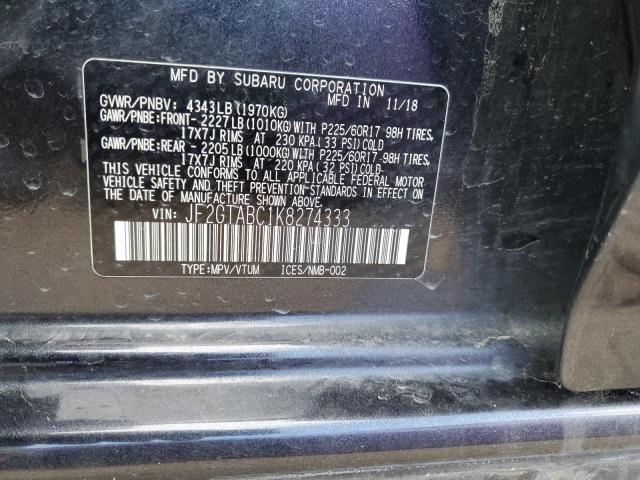 MFD BY SUBARU CORPORATION 11/18
GVWR/PNBV: 4343LB(1970KG)
GAWR/PNBE:FRONT- 2227LB(1010KG)WITH P225/60R17 98H TIRES,
17X7J RIMS AT 230 KPA(33 PSI)COLD
GAWR/PNBE:REAR - 2205LB(1000KG)WITH P225/60R17 98H TIRES,
17X7J RIMS AT 220 KPA(32 PSI)COLD
THIS VEHICLE CONFORMS TO ALL APPLICABLE FEDERAL MOTOR
VEHICLE SAFETY AND THEFT PREVENTION-STANDARDS IN EFFECT ON
THE DATE OF MANUFACTURE SHOWN ABOVE.
VIN: JF2GTABC1K8274333
TYPE:MPV/VTUM ICES/NMB-002